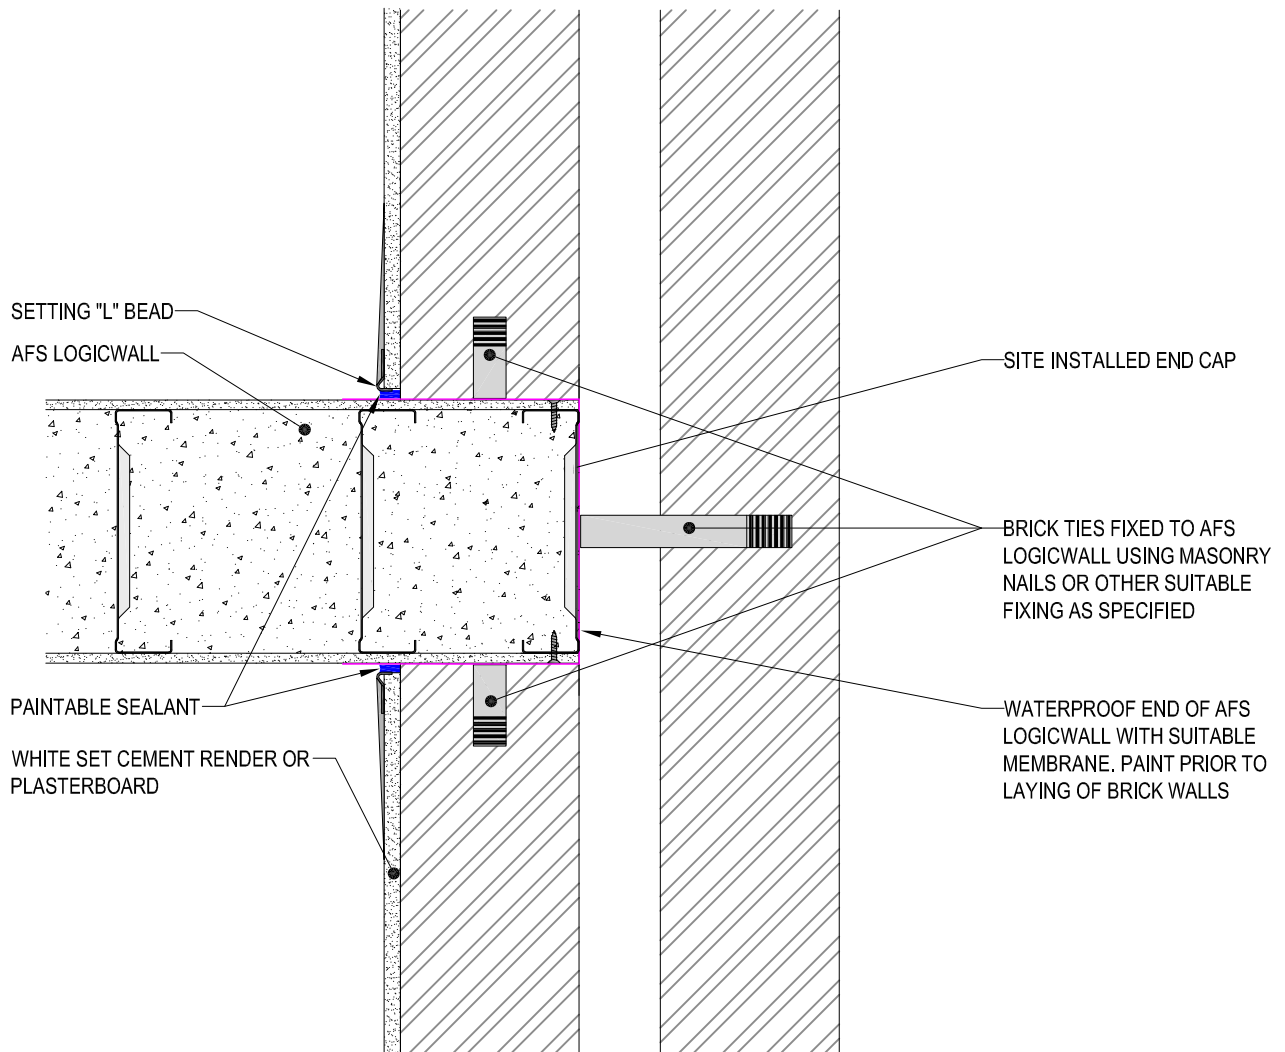 SETTING "L" BEAD
AFS LOGICWALL
PAINTABLE SEALANT
WHITE SET CEMENT RENDER OR
PLASTERBOARD
SITE INSTALLED END CAP
BRICK TIES FIXED TO AFS
LOGICWALL USING MASONRY
NAILS OR OTHER SUITABLE
FIXING AS SPECIFIED
WATERPROOF END OF AFS
LOGICWALL WITH SUITABLE
MEMBRANE. PAINT PRIOR TO
LAYING OF BRICK WALLS